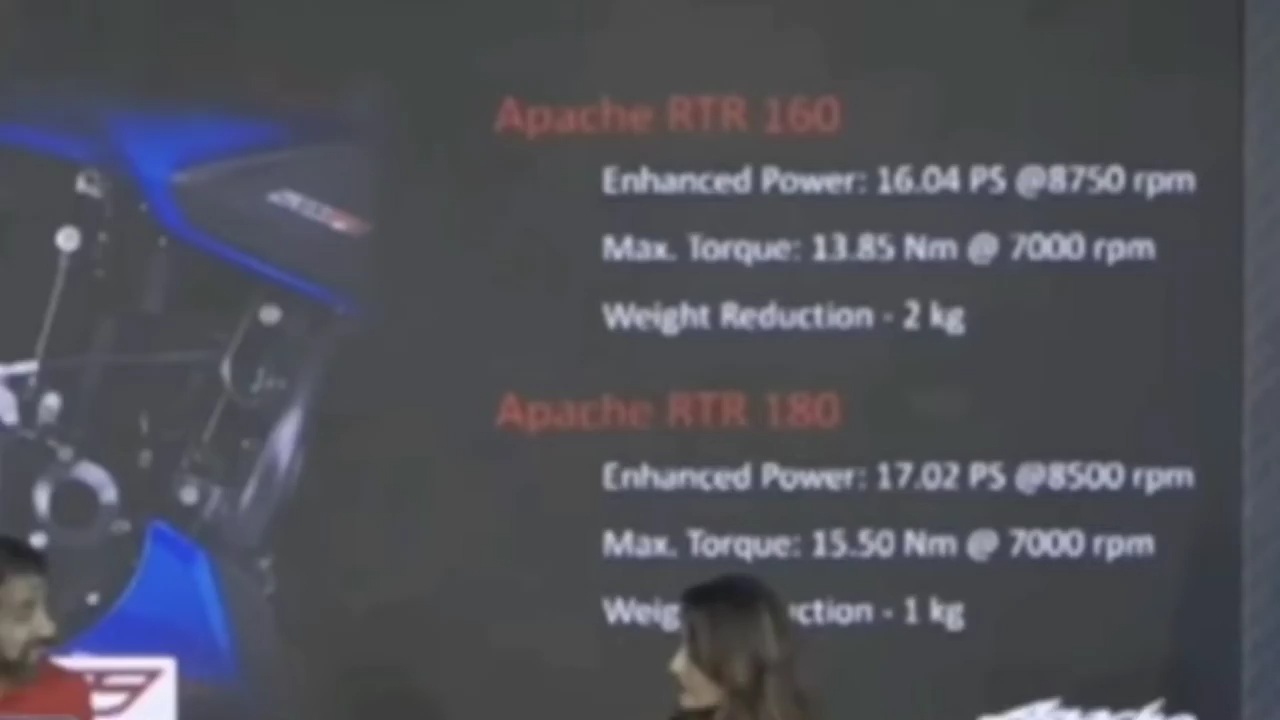 Apache RTR 160
Enhanced Power: 16.04 PS @8750 rpm
Max. Torque: 13.85 Nm @ 7000 rpm
Weight Reduction - 2 kg
Apache RTR 180
Enhanced Power: 17.02 PS @8500 rpm
Max. Torque: 15.50 Nm @ 7000 rpm
- 1 kg
Apache